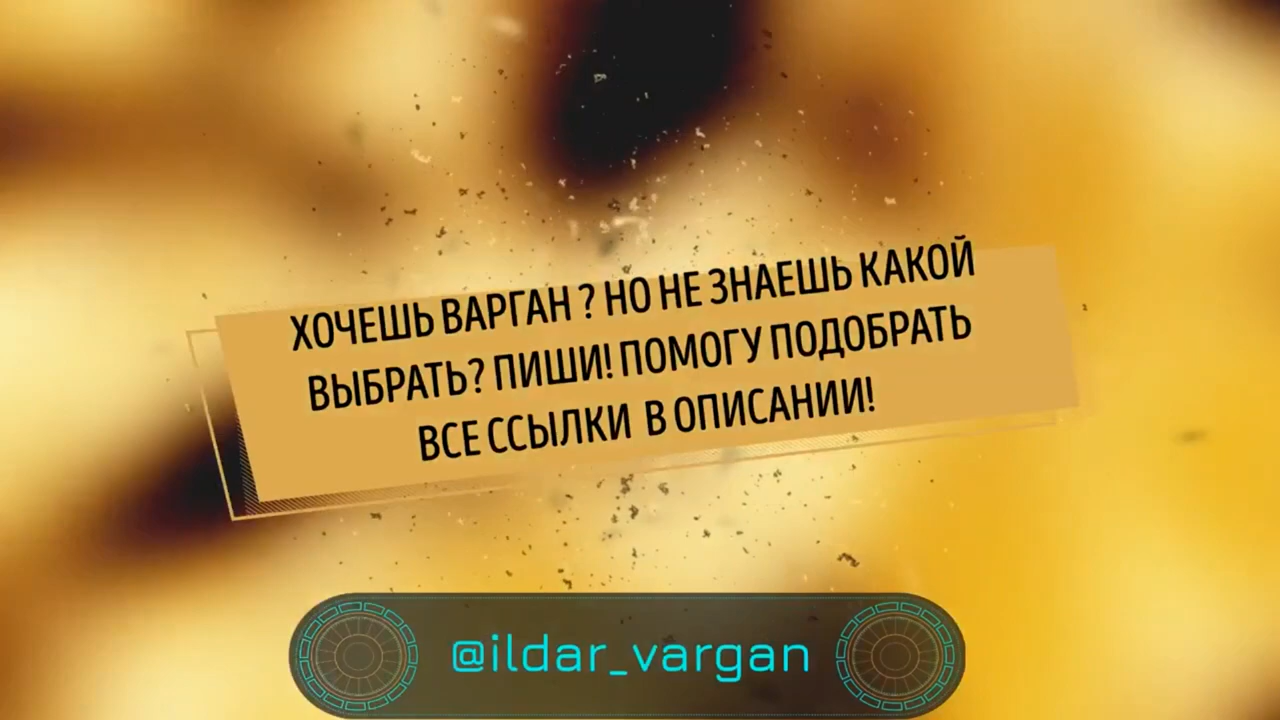 ХОЧЕШЬ ВАРГАН ? НО НЕ ЗНАЕШЬ КАКОЙ
ВЫБРАТЬ? ПИШИ! ПОМОГУ ПОДОБРАТЬ
ВСЕ ССЫЛКИ В ОПИСАНИИ!
@ildar_vargan